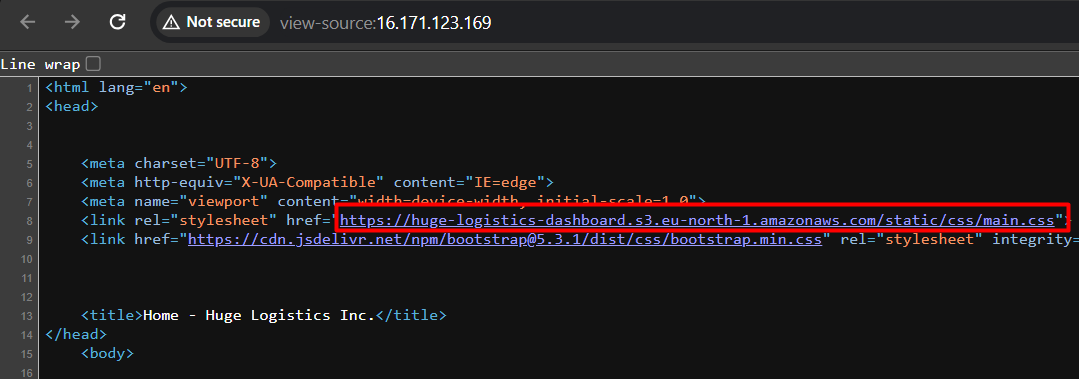 Not secure view-source:16.171.123.169
Line wrap
1 <html lang="en">
2 <head>
3
4
5 <meta charset="UTF-8">
6 <meta http-equiv="X-UA-Compatible" content="IE=edge">
7 <meta name="viewport" content="width=device-width, initial-scale=1.0">
8 <link rel="stylesheet" href="https://huge-logistics-dashboard.s3.eu-north-1.amazonaws.com/static/css/main.css">
9 <link href="https://cdn.jsdelivr.net/npm/bootstrap@5.3.1/dist/css/bootstrap.min.css" rel="stylesheet" integrity=
10
11
12
13 <title>Home - Huge Logistics Inc.</title>
14 </head>
15 <body>
16